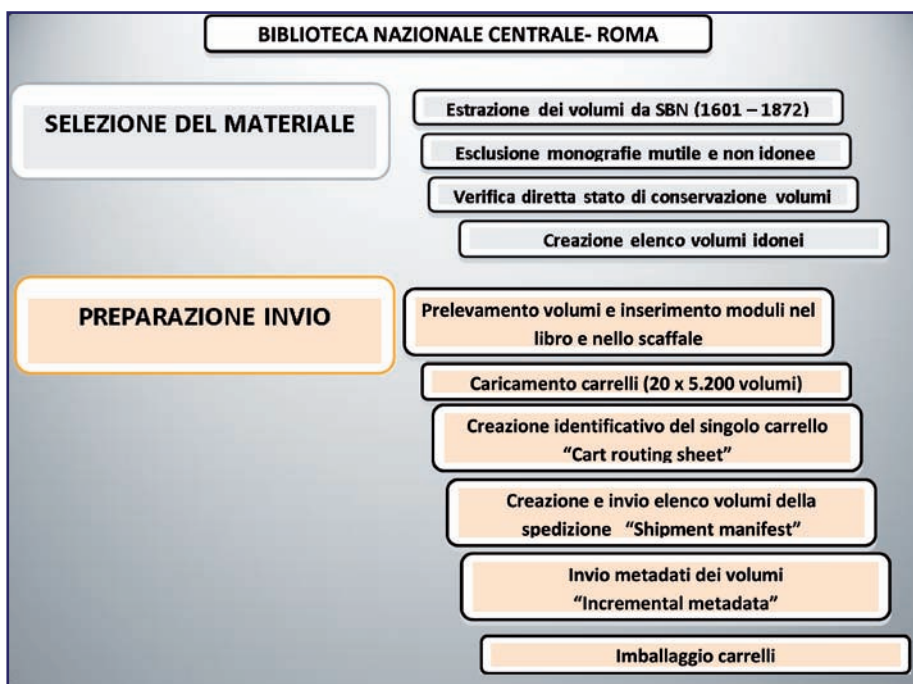 BIBLIOTECA NAZIONALE CENTRALE- ROMA
SELEZIONE DEL MATERIALE
Estrazione dei volumi da SBN (1601 – 1872)
Esclusione monografie mutile e non idonee
Verifica diretta stato di conservazione volumi
Creazione elenco volumi idonei
PREPARAZIONE INVIO
Prelevamento volumi e inserimento moduli nel
libro e nello scaffale
Caricamento carrelli (20 x 5.200 volumi)
Creazione identificativo del singolo carrello
“Cart routing sheet”
Creazione e invio elenco volumi della
spedizione “Shipment manifest”
Invio metadati dei volumi
“Incremental metadata”
Imballaggio carrelli